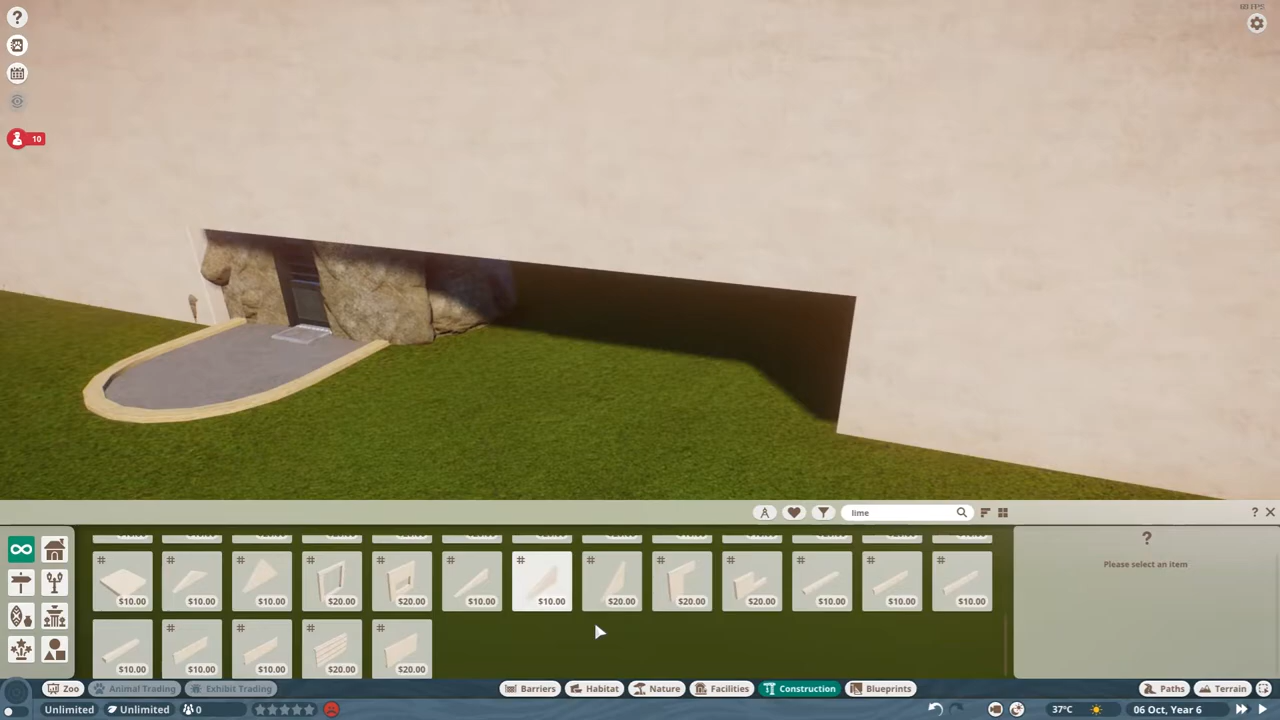 60 FPS
?
10
lime
?
$10.00 $10.00 $10.00 $20.00 $20.00 $10.00 $10.00 $20.00 $20.00 $20.00 $10.00 $10.00 $10.00
$10.00 $10.00 $10.00 $20.00 $20.00
?
Please select an item
Zoo Animal Trading Exhibit Trading Barriers Habitat Nature Facilities Construction Blueprints Paths Terrain
Unlimited Unlimited 0 37°C 06 Oct, Year 6